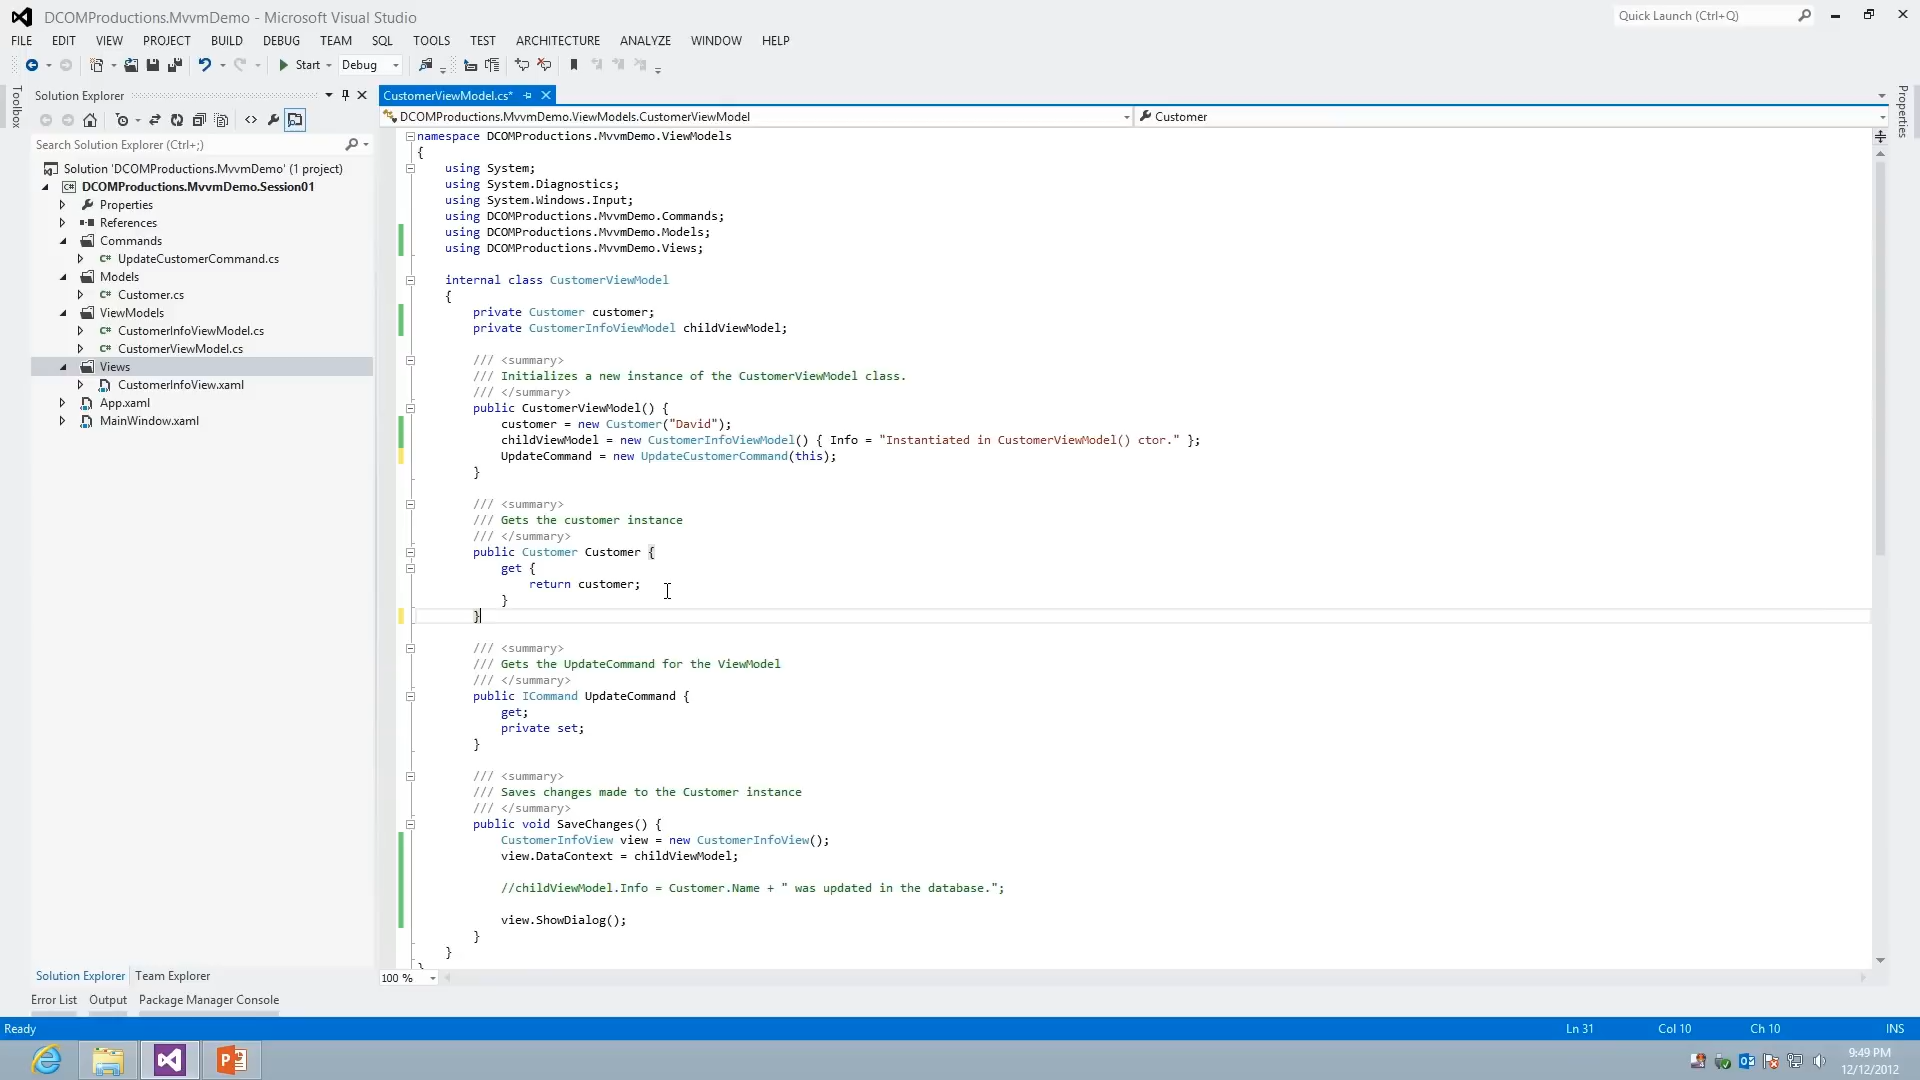 DCOMProductions.MvvmDemo - Microsoft Visual Studio
Quick Launch (Ctrl+Q)
FILE EDIT VIEW PROJECT BUILD DEBUG TEAM SQL TOOLS TEST ARCHITECTURE ANALYZE WINDOW HELP
Start Debug
Toolbox
Solution Explorer
Search Solution Explorer (Ctrl+;)
Solution 'DCOMProductions.MvvmDemo' (1 project)
DCOMProductions.MvvmDemo.Session01
Properties
References
Commands
UpdateCustomerCommand.cs
Models
Customer.cs
ViewModels
CustomerInfoViewModel.cs
CustomerViewModel.cs
Views
CustomerInfoView.xaml
App.xaml
MainWindow.xaml
Solution Explorer Team Explorer
CustomerViewModel.cs*
DCOMProductions.MvvmDemo.ViewModels.CustomerViewModel
Customer
Properties
namespace DCOMProductions.MvvmDemo.ViewModels
{
using System;
using System.Diagnostics;
using System.Windows.Input;
using DCOMProductions.MvvmDemo.Commands;
using DCOMProductions.MvvmDemo.Models;
using DCOMProductions.MvvmDemo.Views;
internal class CustomerViewModel
{
private Customer customer;
private CustomerInfoViewModel childViewModel;
/// <summary>
/// Initializes a new instance of the CustomerViewModel class.
/// </summary>
public CustomerViewModel() {
customer = new Customer("David");
childViewModel = new CustomerInfoViewModel() { Info = "Instantiated in CustomerViewModel() ctor." };
UpdateCommand = new UpdateCustomerCommand(this);
}
/// <summary>
/// Gets the customer instance
/// </summary>
public Customer Customer {
get {
return customer;
}
}
/// <summary>
/// Gets the UpdateCommand for the ViewModel
/// </summary>
public ICommand UpdateCommand {
get;
private set;
}
/// <summary>
/// Saves changes made to the Customer instance
/// </summary>
public void SaveChanges() {
CustomerInfoView view = new CustomerInfoView();
view.DataContext = childViewModel;
//childViewModel.Info = Customer.Name + " was updated in the database.";
view.ShowDialog();
}
}
}
100 %
Error List Output Package Manager Console
Ready
Ln 31 Col 10 Ch 10 INS
9:49 PM
12/12/2012